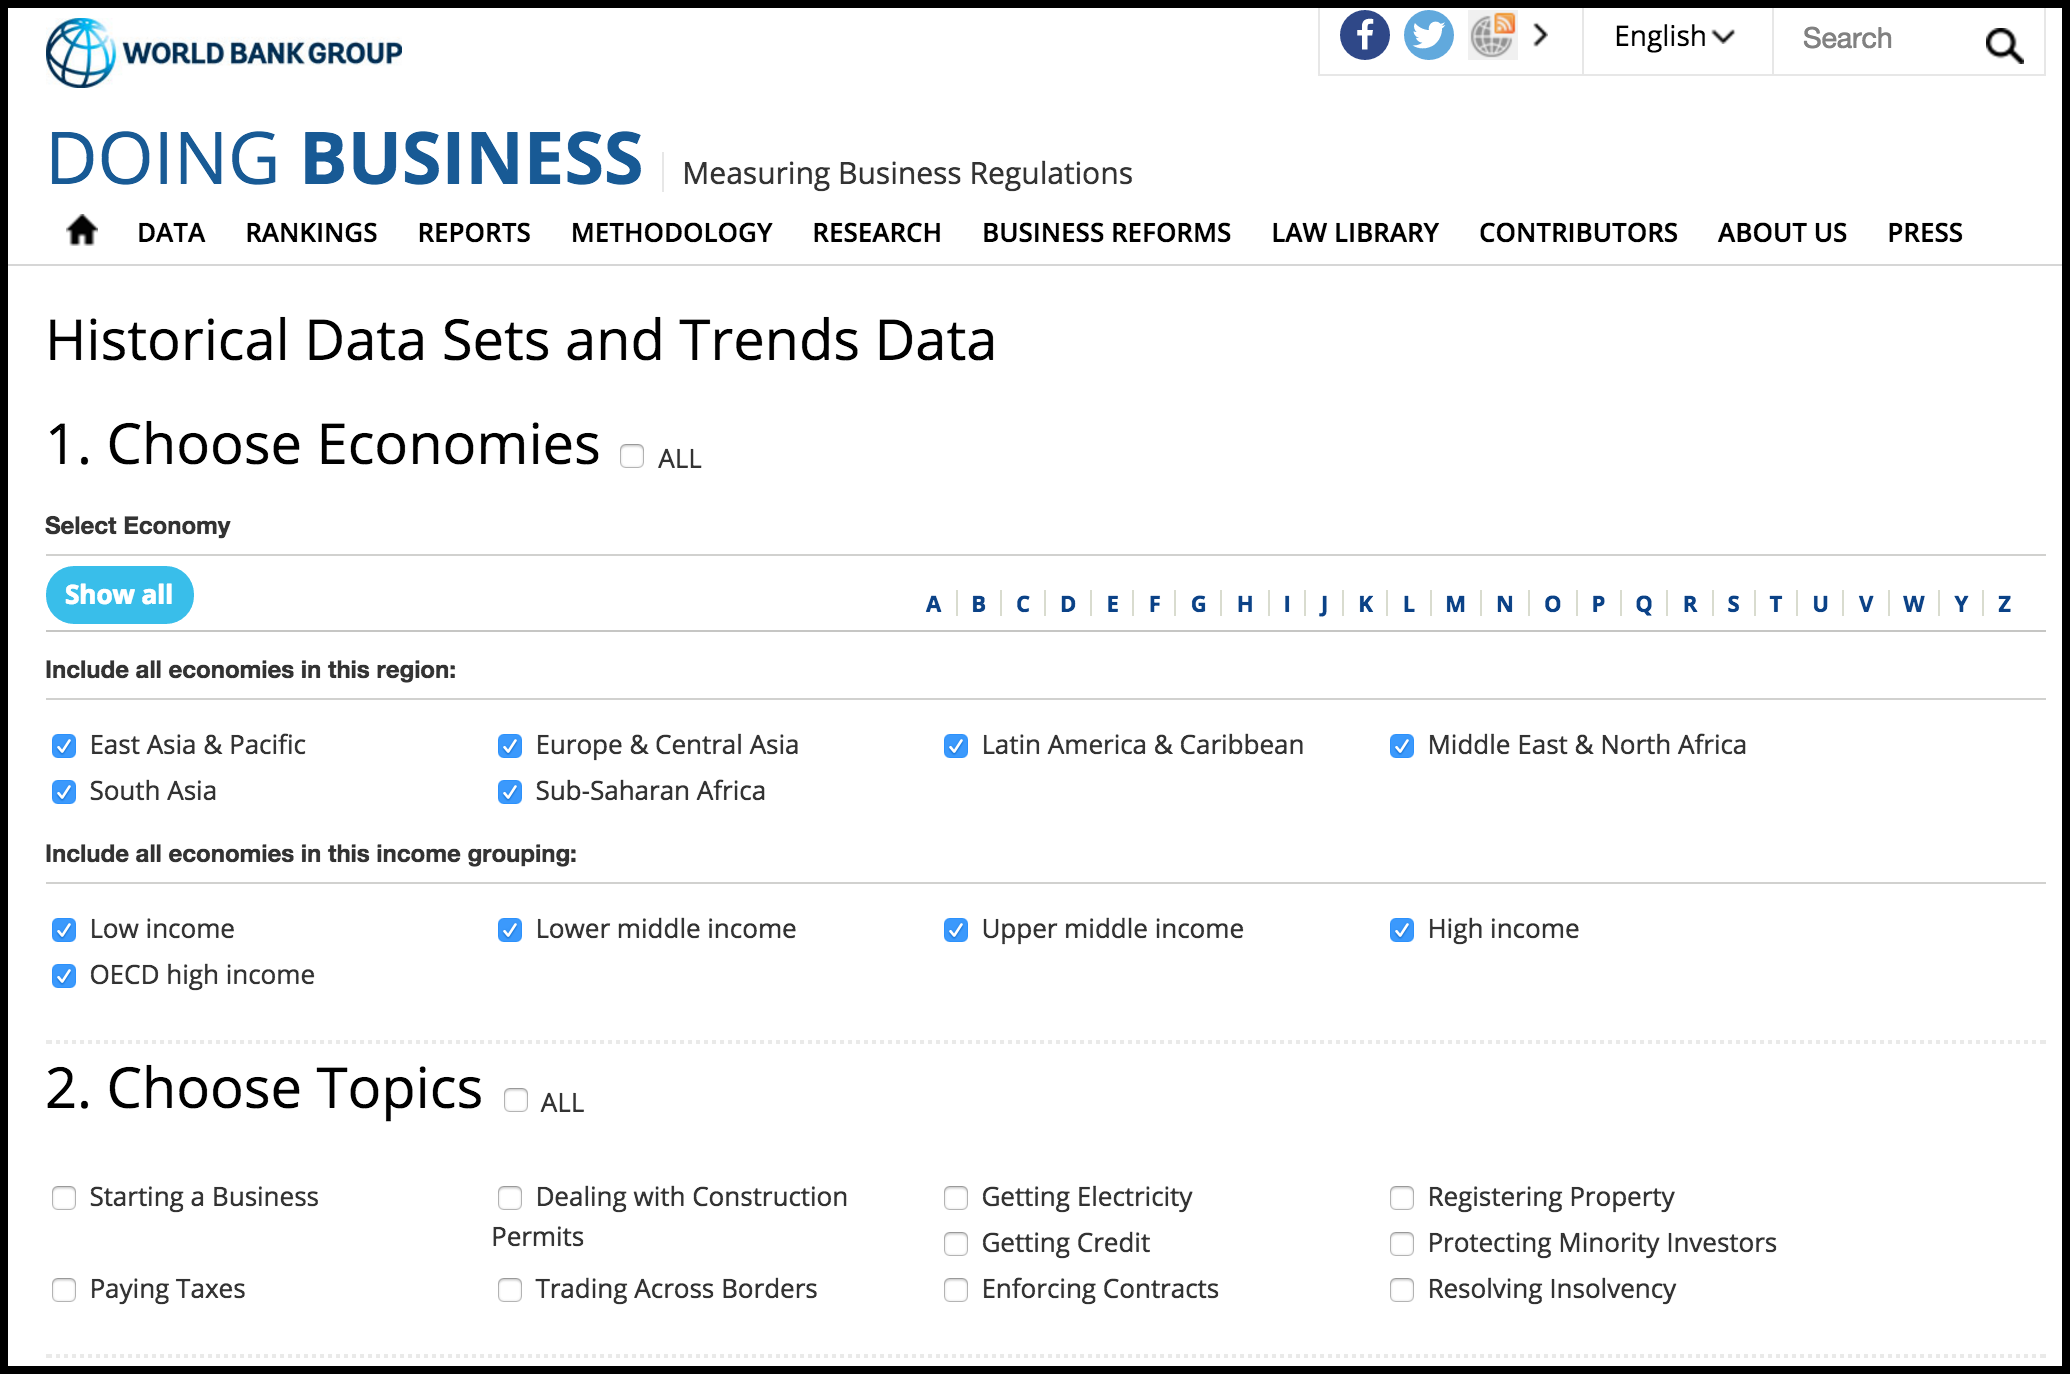 WORLD BANK GROUP
English
Search
DOING BUSINESS
Measuring Business Regulations
DATA RANKINGS REPORTS METHODOLOGY RESEARCH BUSINESS REFORMS LAW LIBRARY CONTRIBUTORS ABOUT US PRESS
Historical Data Sets and Trends Data
1. Choose Economies ALL
Select Economy
Show all
A B C D E F G H I J K L M N O P Q R S T U V W Y Z
Include all economies in this region:
East Asia & Pacific Europe & Central Asia Latin America & Caribbean Middle East & North Africa
South Asia Sub-Saharan Africa
Include all economies in this income grouping:
Low income Lower middle income Upper middle income High income
OECD high income
2. Choose Topics ALL
Starting a Business Dealing with Construction Getting Electricity Registering Property
Permits
Getting Credit Protecting Minority Investors
Paying Taxes Trading Across Borders Enforcing Contracts Resolving Insolvency